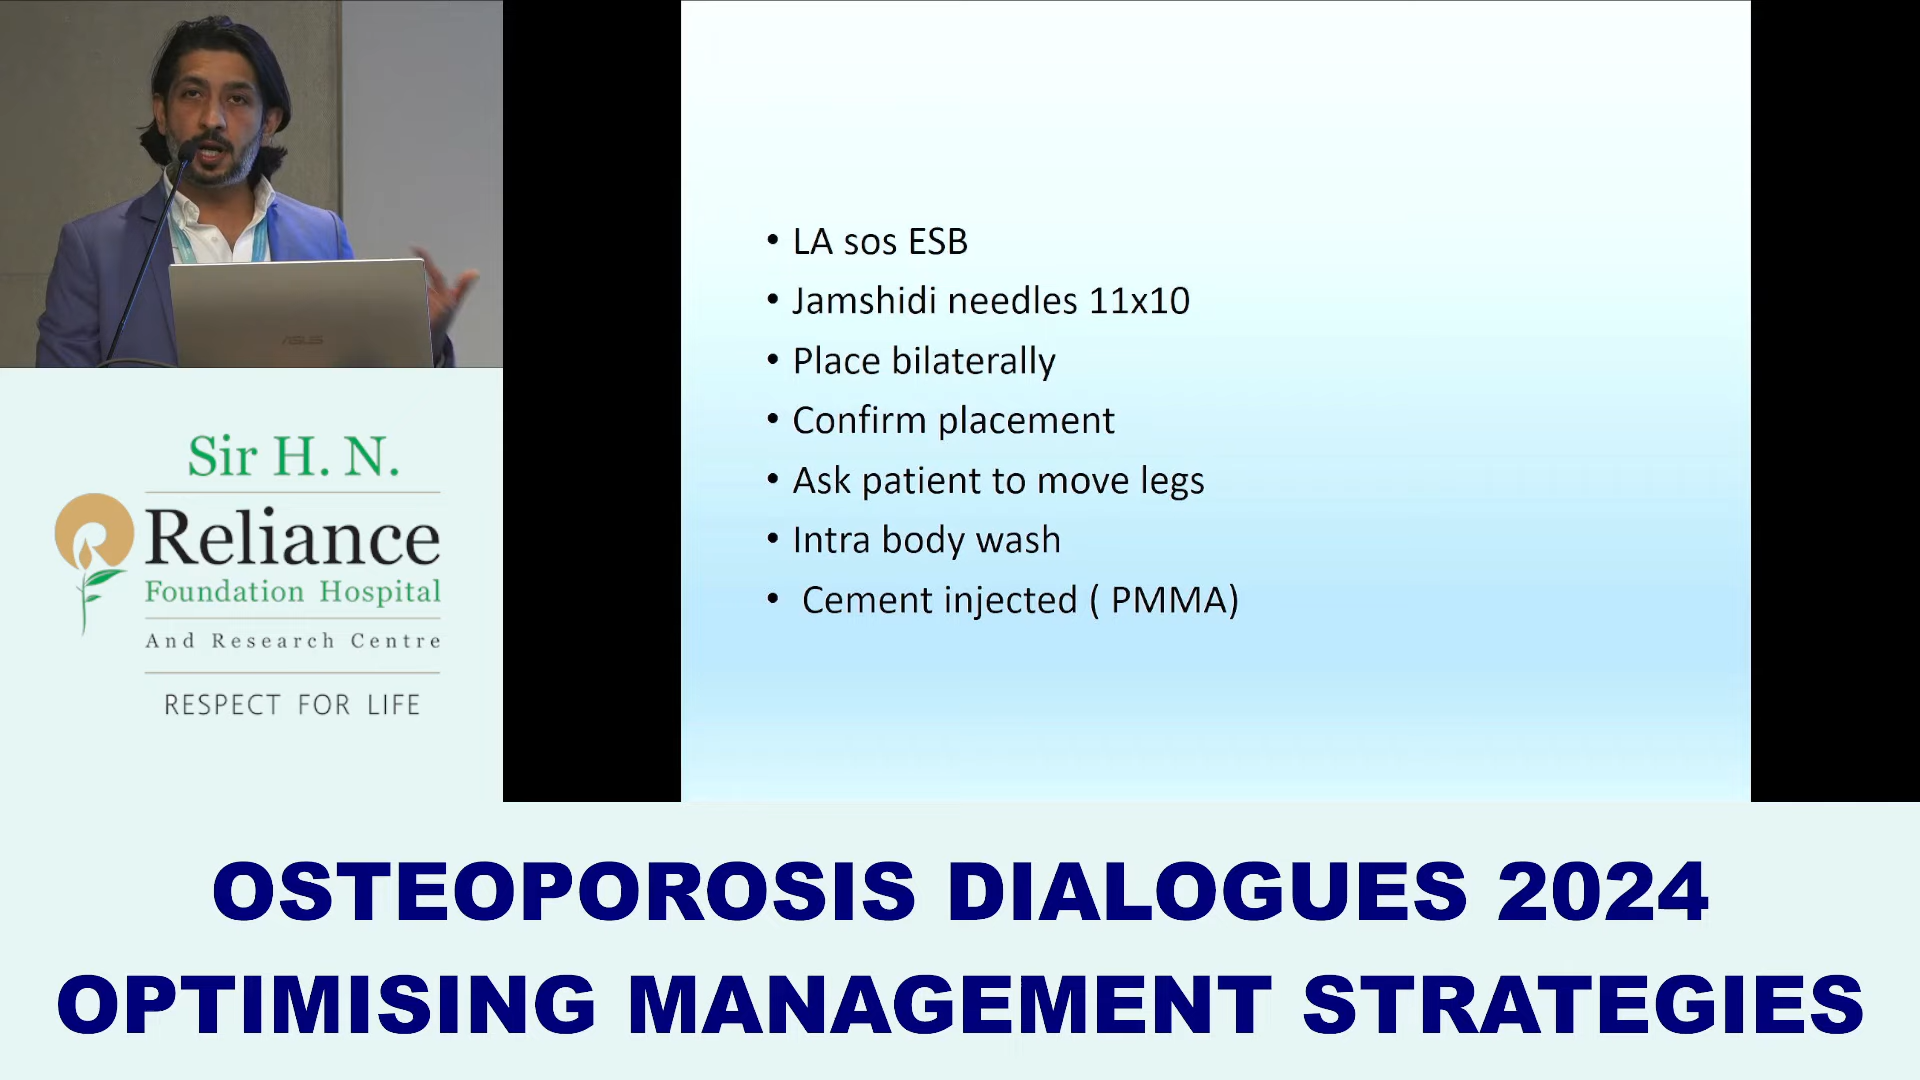 ASUS
Sir H. N.
Reliance
Foundation Hospital
And Research Centre
RESPECT FOR LIFE
• LA sos ESB
• Jamshidi needles 11x10
• Place bilaterally
• Confirm placement
• Ask patient to move legs
• Intra body wash
• Cement injected ( PMMA)
OSTEOPOROSIS DIALOGUES 2024
OPTIMISING MANAGEMENT STRATEGIES